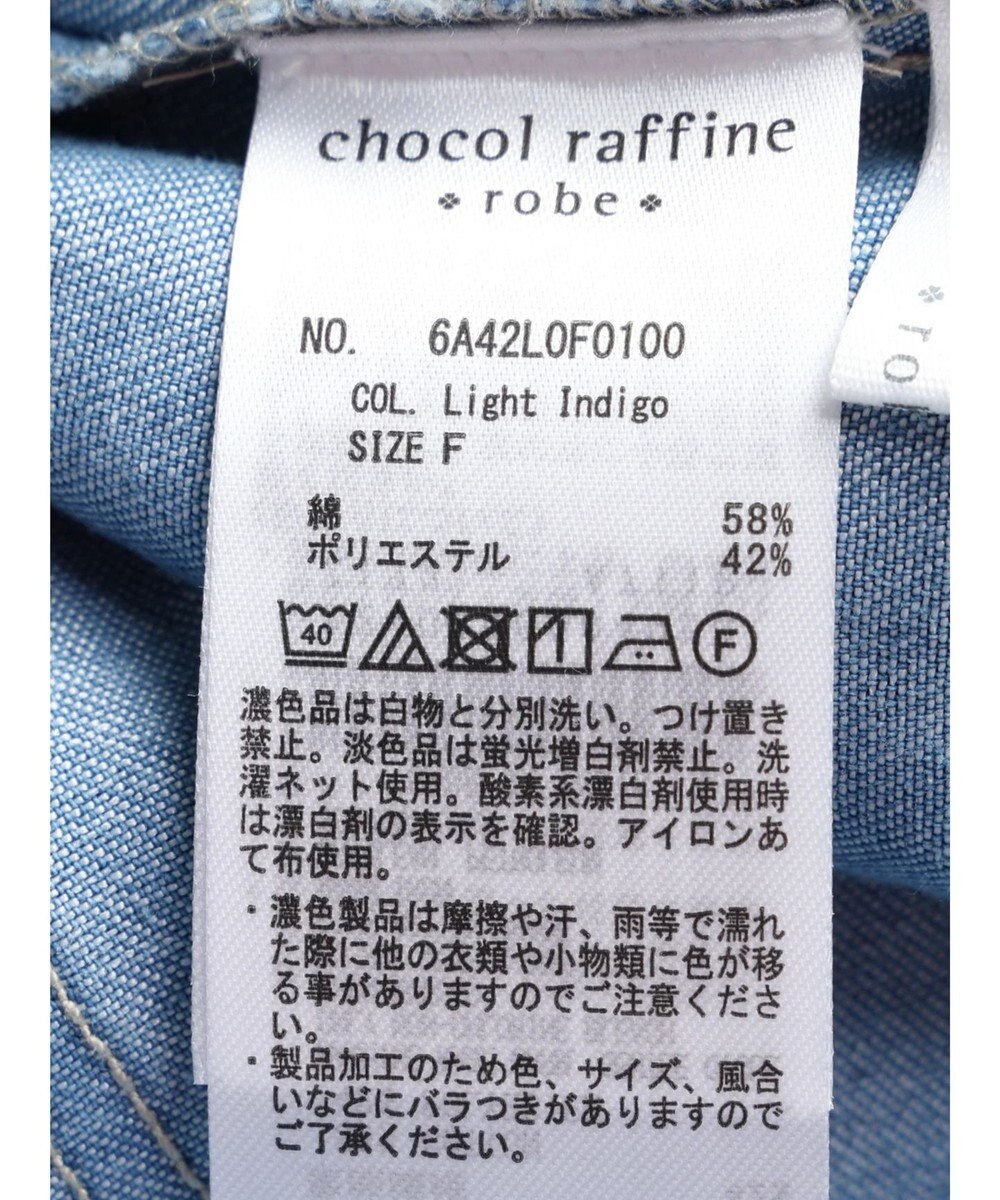 chocol raffine
robe
NO. 6A42L0F0100
COL. Light Indigo
SIZE F
綿 58%
ポリエステル 42%
40 F
濃色品は白物と分別洗い。つけ置き
禁止。淡色品は蛍光増白剤禁止。洗
濯ネット使用。酸素系漂白剤使用時
は漂白剤の表示を確認。アイロンあ
て布使用。
・濃色製品は摩擦や汗、雨等で濡れ
た際に他の衣類や小物類に色が移
る事がありますのでご注意くださ
い。
・製品加工のため色、サイズ、風合
いなどにバラつきがありますので
ご了承ください。
ro